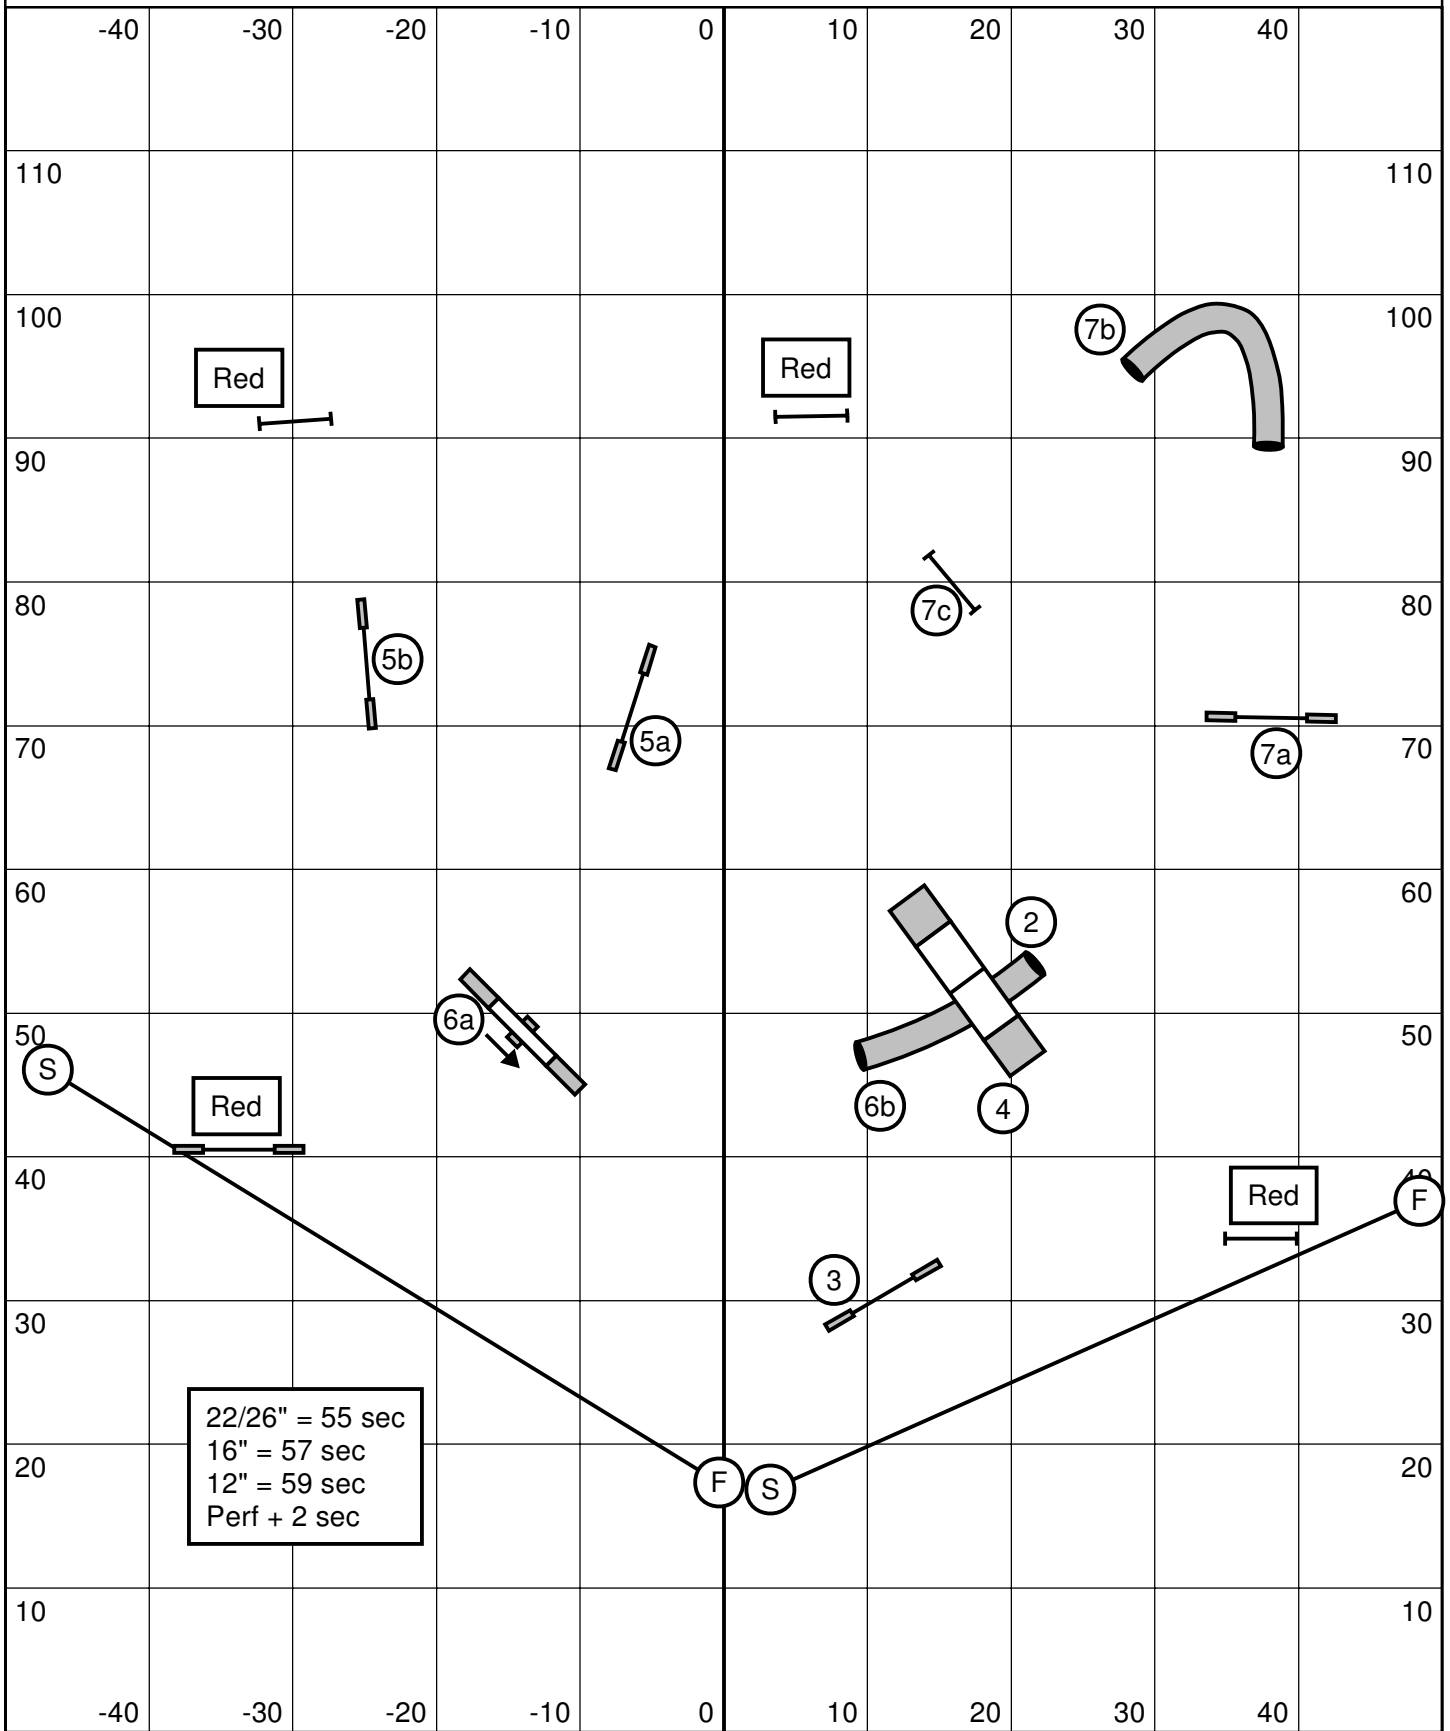 -40 -30 -20 -10 0 10 20 30 40
110 110
100 100
7b
Red Red
90 90
80 80
7c
5b
5a
70 70
7a
60 60
2
6a
50 50
S
Red
6b 4
40 40
Red
F
3
30 30
22/26" = 55 sec
16" = 57 sec
12" = 59 sec
Perf + 2 sec
20 20
F S
10 10
-40 -30 -20 -10 0 10 20 30 40